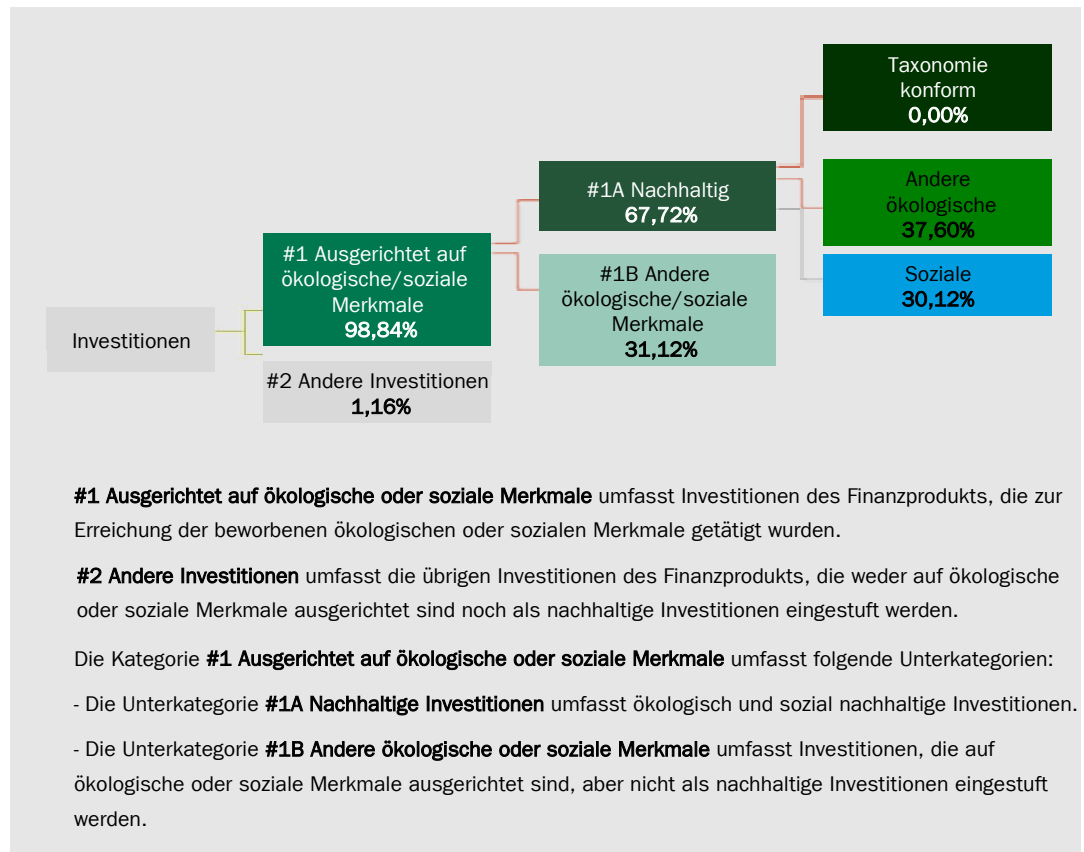 Taxonomie
konform
0,00%
#1A Nachhaltig
67,72%
Andere
ökologische
37,60%
#1 Ausgerichtet auf
ökologische/soziale
Merkmale
98,84%
#1B Andere
ökologische/soziale
Merkmale
31,12%
Soziale
30,12%
Investitionen
#2 Andere Investitionen
1,16%
#1 Ausgerichtet auf ökologische oder soziale Merkmale umfasst Investitionen des Finanzprodukts, die zur
Erreichung der beworbenen ökologischen oder sozialen Merkmale getätigt wurden.
#2 Andere Investitionen umfasst die übrigen Investitionen des Finanzprodukts, die weder auf ökologische
oder soziale Merkmale ausgerichtet sind noch als nachhaltige Investitionen eingestuft werden.
Die Kategorie #1 Ausgerichtet auf ökologische oder soziale Merkmale umfasst folgende Unterkategorien:
- Die Unterkategorie #1A Nachhaltige Investitionen umfasst ökologisch und sozial nachhaltige Investitionen.
- Die Unterkategorie #1B Andere ökologische oder soziale Merkmale umfasst Investitionen, die auf
ökologische oder soziale Merkmale ausgerichtet sind, aber nicht als nachhaltige Investitionen eingestuft
werden.